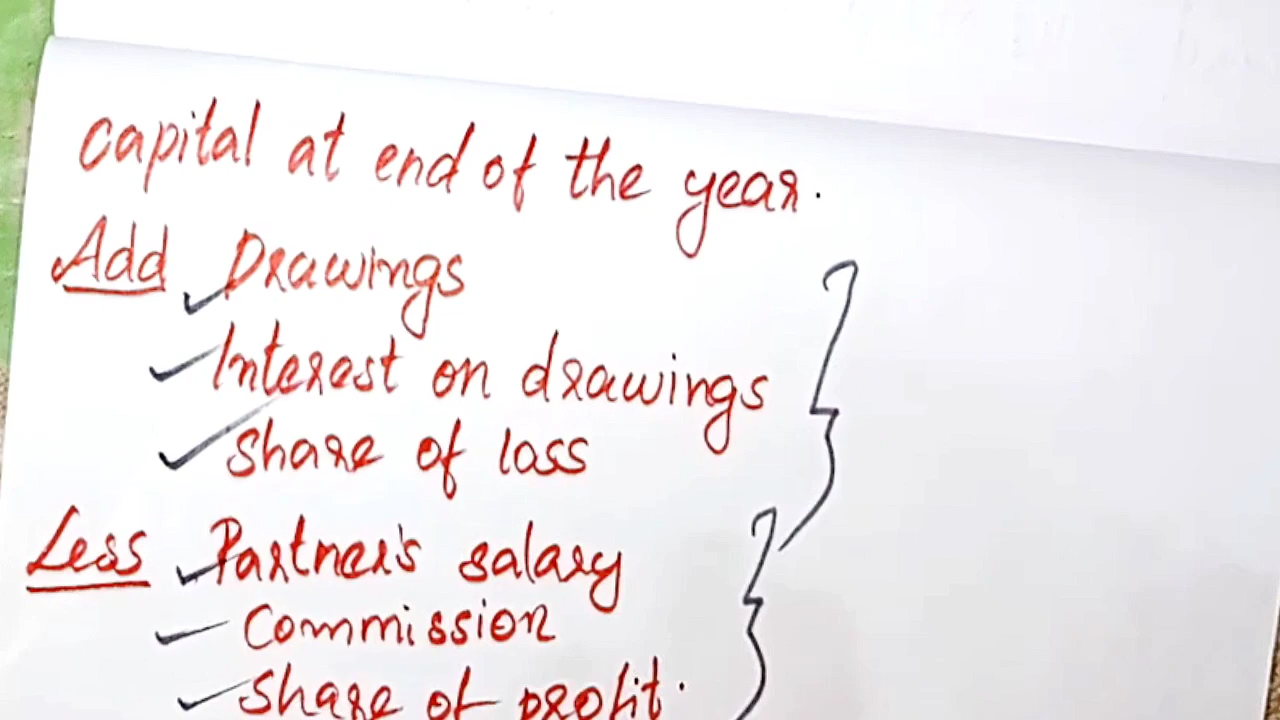 Capital at end of the year.
Add Drawings
Interest on drawings
Share of loss
Less Partner's salary
Commission
Share of profit.